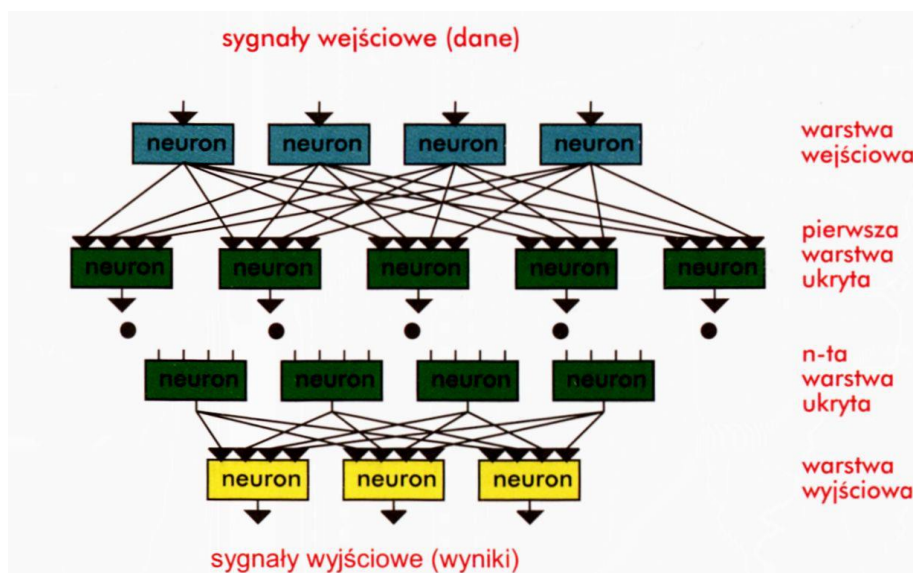 sygnały wejściowe (dane)
neuron neuron neuron neuron
warstwa
wejściowa
neuron neuron neuron neuron neuron
pierwsza
warstwa
ukryta
neuron neuron neuron neuron
n-ta
warstwa
ukryta
neuron neuron neuron
warstwa
wyjściowa
sygnały wyjściowe (wyniki)